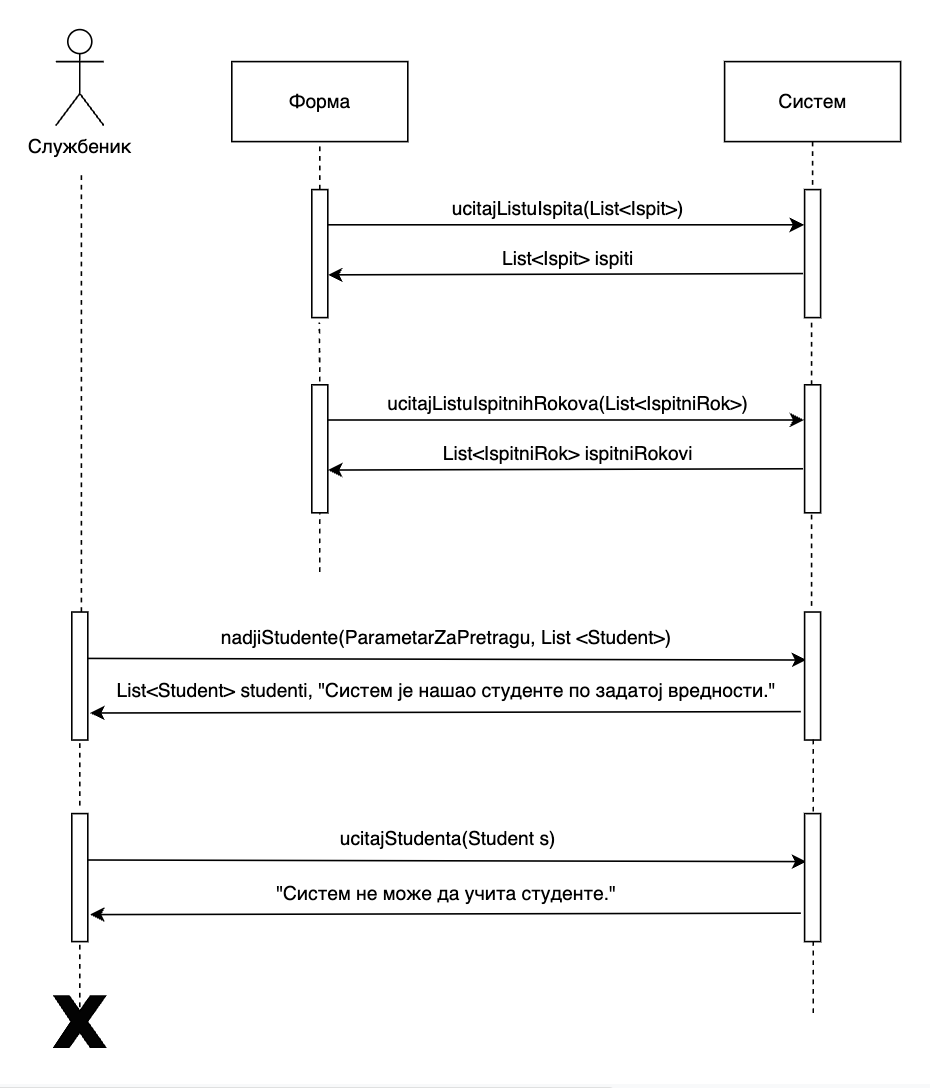 Форма
Систем
Службеник
ucitajListuIspita(List<Ispit>)
List<Ispit> ispiti
ucitajListuIspitnihRokova(List<IspitniRok>)
List<IspitniRok> ispitniRokovi
nadjiStudente(ParametarZaPretragu, List <Student>)
List<Student> studenti, "Систем је нашао студенте по задатој вредности."
ucitajStudenta(Student s)
"Систем не може да учита студенте."